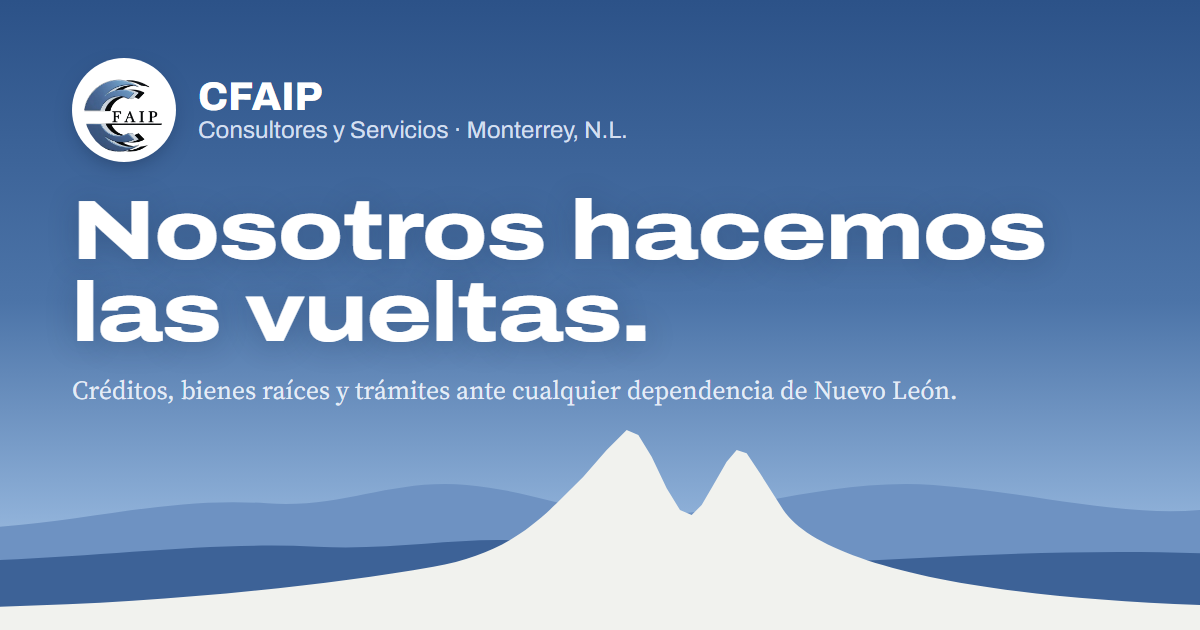 FAIP
CFAIP
Consultores y Servicios · Monterrey, N.L.
Nosotros hacemos
las vueltas.
Créditos, bienes raíces y trámites ante cualquier dependencia de Nuevo León.